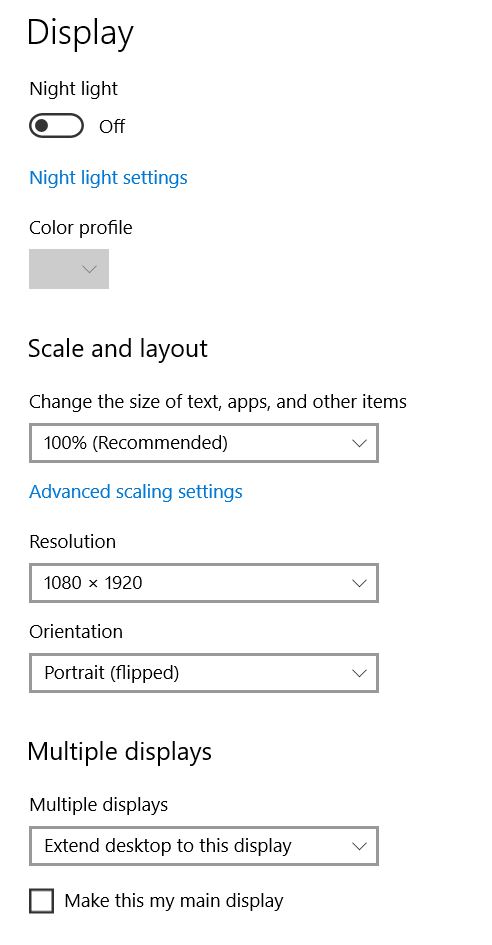 Display
Night light
Off
Night light settings
Color profile
Scale and layout
Change the size of text, apps, and other items
100% (Recommended)
Advanced scaling settings
Resolution
1080 × 1920
Orientation
Portrait (flipped)
Multiple displays
Multiple displays
Extend desktop to this display
Make this my main display